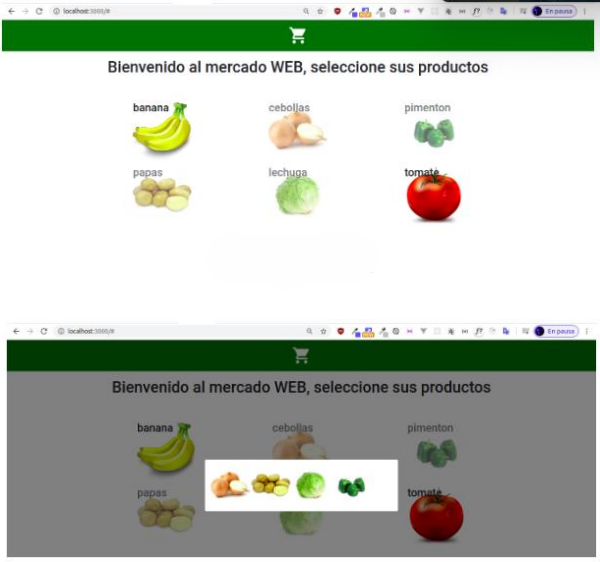 localhost:3000/#
En pausa
Bienvenido al mercado WEB, seleccione sus productos
banana cebollas pimenton
papas lechuga tomate
localhost:3000/#
En pausa
Bienvenido al mercado WEB, seleccione sus productos
banana cebollas pimenton
papas tomate